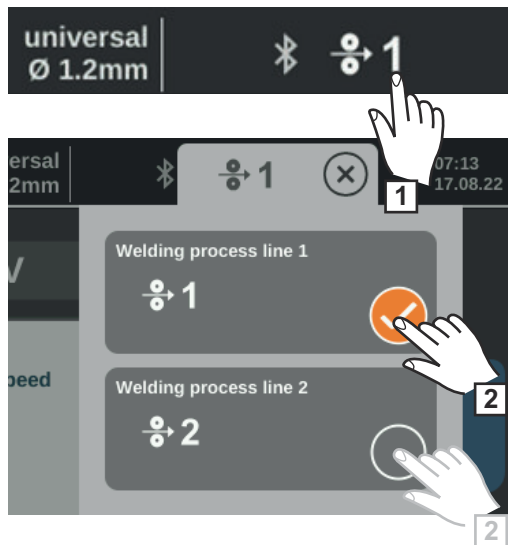 universal
Ø 1.2mm
1
ersal
2mm
1
07:13
17.08.22
1
Welding process line 1
1
V
2
peed
Welding process line 2
2
2